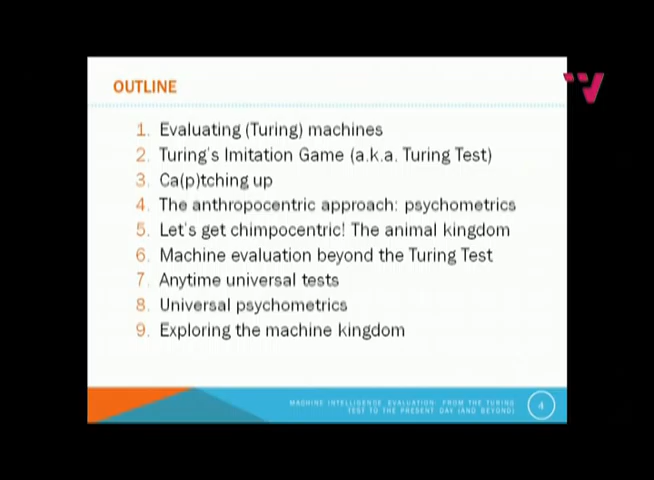 OUTLINE
1. Evaluating (Turing) machines
2. Turing's Imitation Game (a.k.a. Turing Test)
3. Ca(p)tching up
4. The anthropocentric approach: psychometrics
5. Let's get chimpocentric! The animal kingdom
6. Machine evaluation beyond the Turing Test
7. Anytime universal tests
8. Universal psychometrics
9. Exploring the machine kingdom
MACHINE INTELLIGENCE EVALUATION: FROM THE TURING
TEST TO THE PRESENT DAY (AND BEYOND)
4